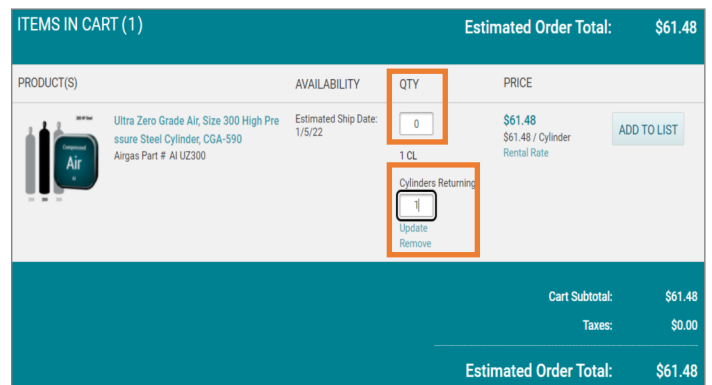 ITEMS IN CART (1)
Estimated Order Total: $61.48
PRODUCT(S) AVAILABILITY QTY PRICE
Compressed
Air
Ultra Zero Grade Air, Size 300 High Pre
ssure Steel Cylinder, CGA-590
Airgas Part # AI UZ300
Estimated Ship Date:
1/5/22
0
1 CL
Cylinders Returning
1
Update
Remove
$61.48
$61.48 / Cylinder
Rental Rate
ADD TO LIST
Cart Subtotal: $61.48
Taxes: $0.00
Estimated Order Total: $61.48